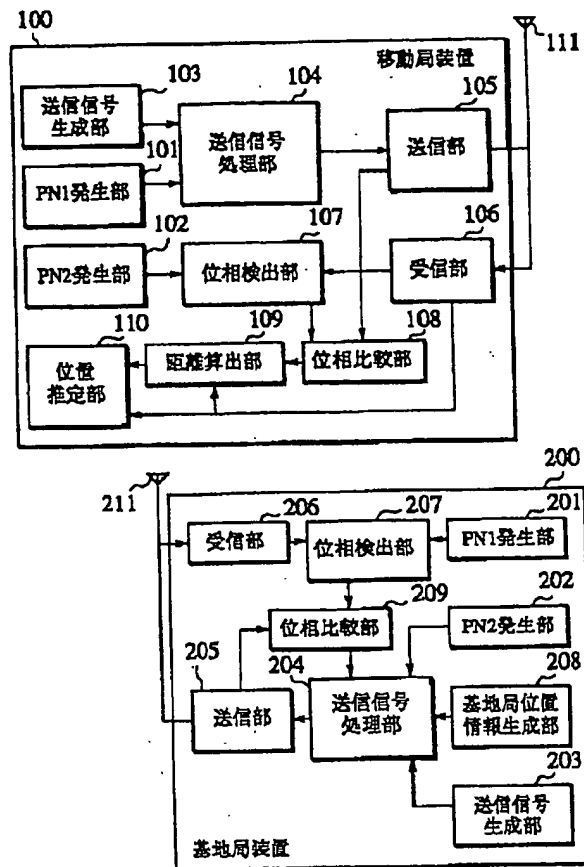 100
111
移動局装置
103
送信信号
生成部
104
送信信号
処理部
105
送信部
101
PN1発生部
102
PN2発生部
107
位相検出部
106
受信部
110
位置
推定部
109
距離算出部
108
位相比較部
200
211
206
受信部
207
位相検出部
201
PN1発生部
209
位相比較部
202
PN2発生部
205
送信部
204
送信信号
処理部
208
基地局位置
情報生成部
203
送信信号
生成部
基地局装置